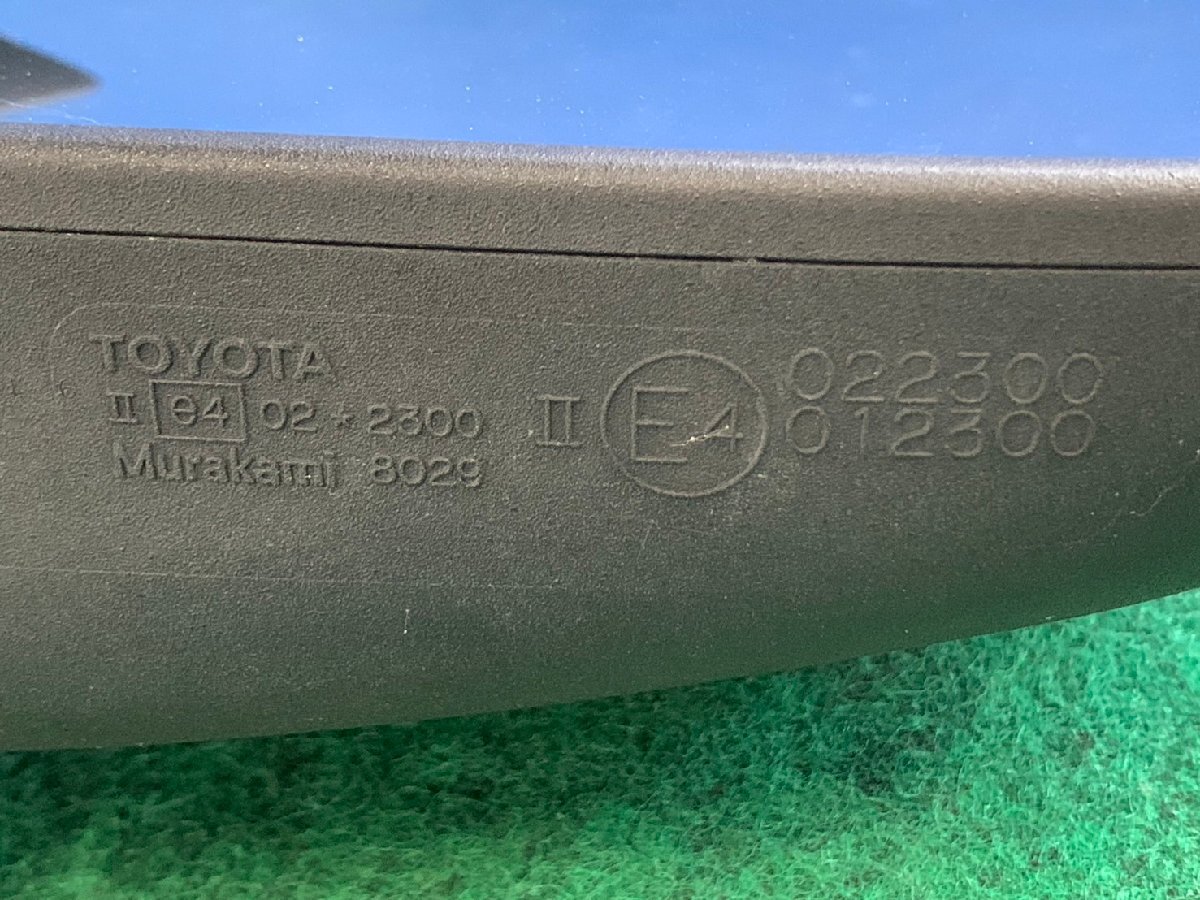 TOYOTA
II e4 02 * 2300
Murakami 8029
II E4 022300
012300